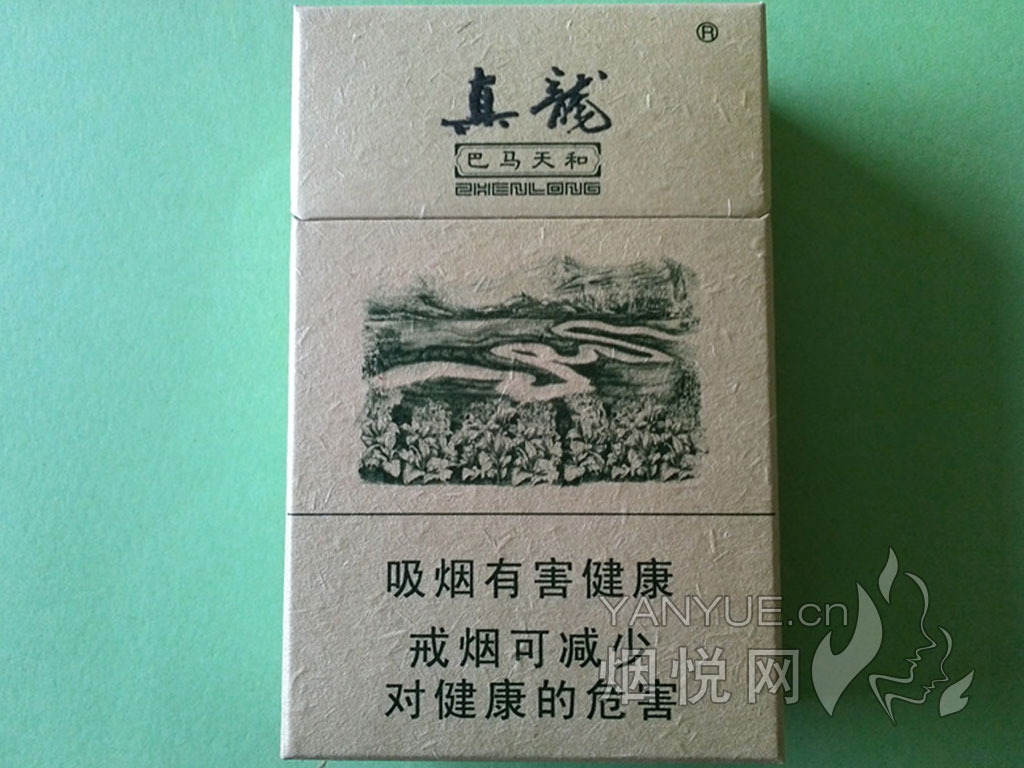 ®
真龍
巴马天和
ZHENLONG
吸烟有害健康
戒烟可减少
对健康的危害
YANYUE.cn
烟悦网